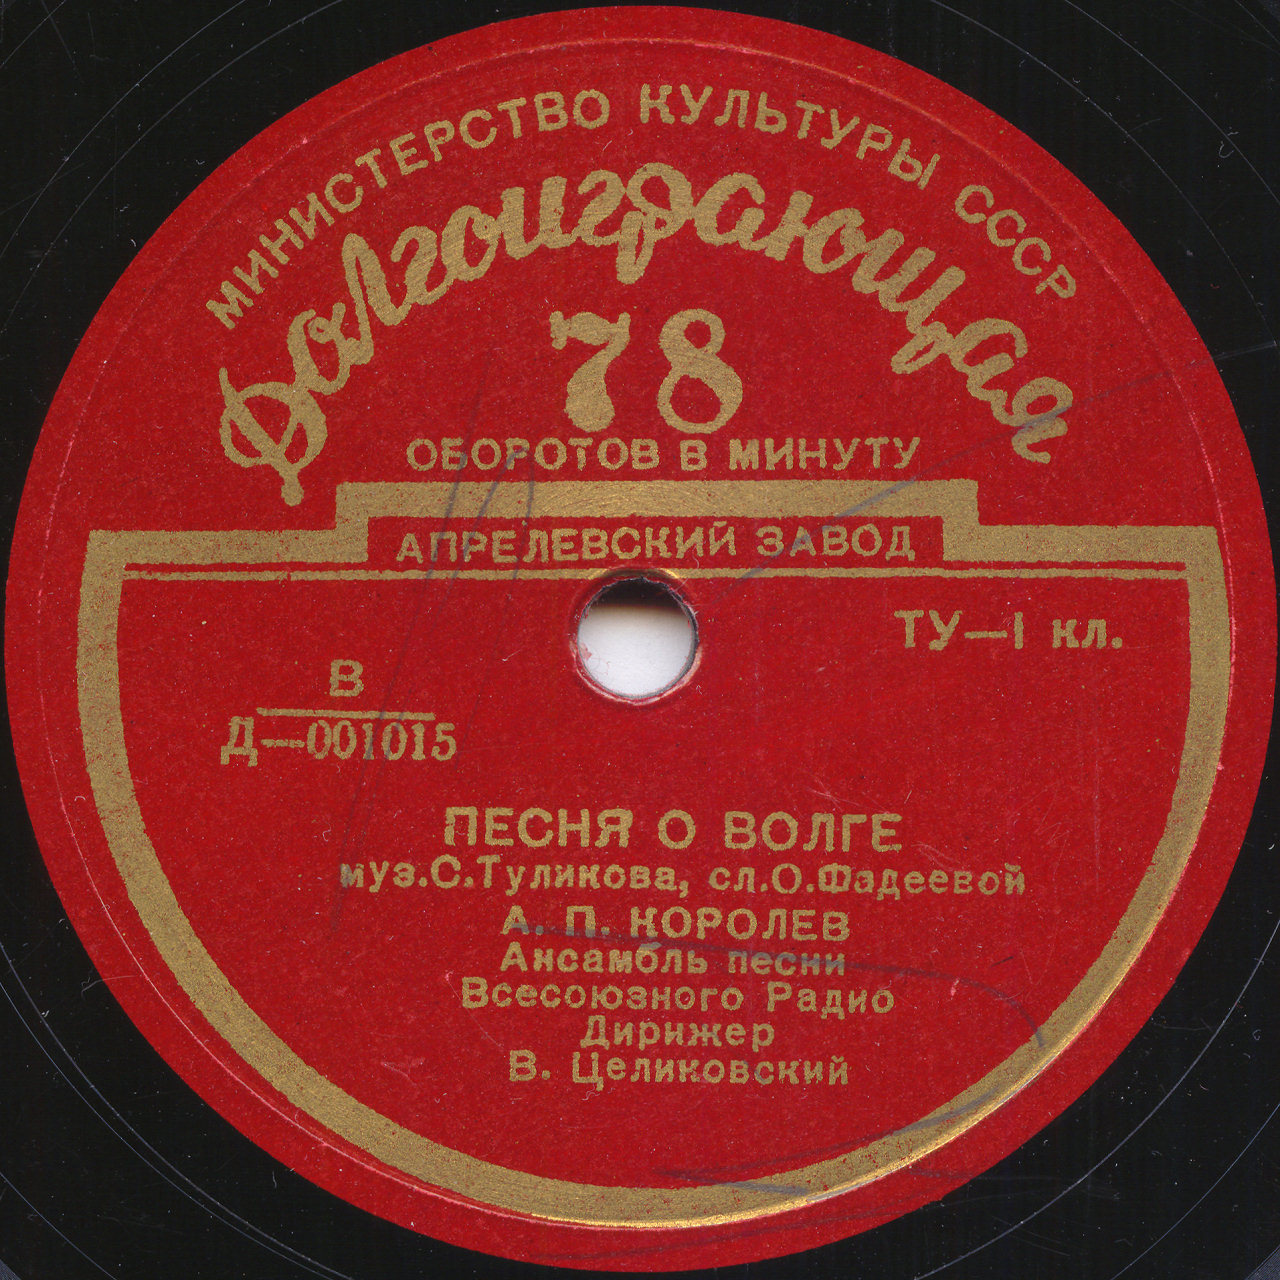 МИНИСТЕРСТВО КУЛЬТУРЫ СССР
Долгоиграющая
78
ОБОРОТОВ В МИНУТУ
АПРЕЛЕВСКИЙ ЗАВОД
ТУ—I кл.
В
Д—001015
ПЕСНЯ О ВОЛГЕ
муз.С.Туликова, сл.О.Фадеевой
А. П. КОРОЛЕВ
Ансамбль песни
Всесоюзного Радио
Дирижер
В. Целиковский